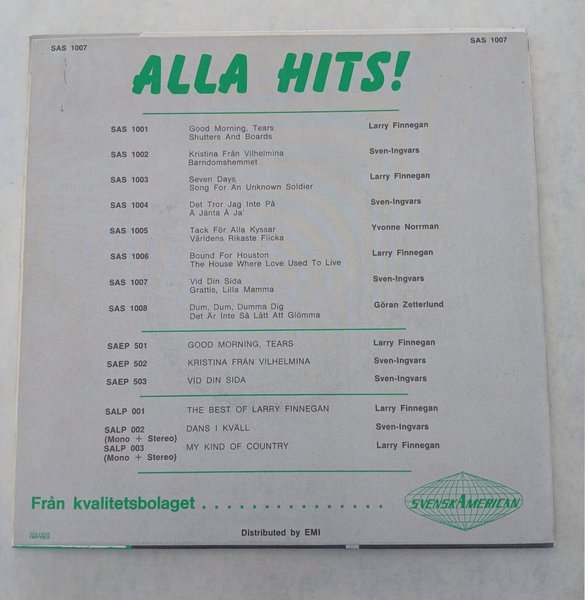 SAS 1007
SAS 1007
ALLA HITS!
SAS 1001 Good Morning, Tears Larry Finnegan
Shutters And Boards
SAS 1002 Kristina Från Vilhelmina Sven-Ingvars
Barndomshemmet
SAS 1003 Seven Days Larry Finnegan
Song For An Unknown Soldier
SAS 1004 Det Tror Jag Inte På Sven-Ingvars
Å Jänta Å Ja'
SAS 1005 Tack För Alla Kyssar Yvonne Norrman
Världens Rikaste Flicka
SAS 1006 Bound For Houston Larry Finnegan
The House Where Love Used To Live
SAS 1007 Vid Din Sida Sven-Ingvars
Grattis, Lilla Mamma
SAS 1008 Dum, Dum, Dumma Dig Göran Zetterlund
Det Är Inte Så Lätt Att Glömma
SAEP 501 GOOD MORNING, TEARS Larry Finnegan
SAEP 502 KRISTINA FRÅN VILHELMINA Sven-Ingvars
SAEP 503 VID DIN SIDA Sven-Ingvars
SALP 001 THE BEST OF LARRY FINNEGAN Larry Finnegan
SALP 002 DANS I KVÄLL Sven-Ingvars
(Mono + Stereo)
SALP 003 MY KIND OF COUNTRY Larry Finnegan
(Mono + Stereo)
Från kvalitetsbolaget . . . . . . . . . . . . . . . .
SVENSKAMERICAN
Distributed by EMI